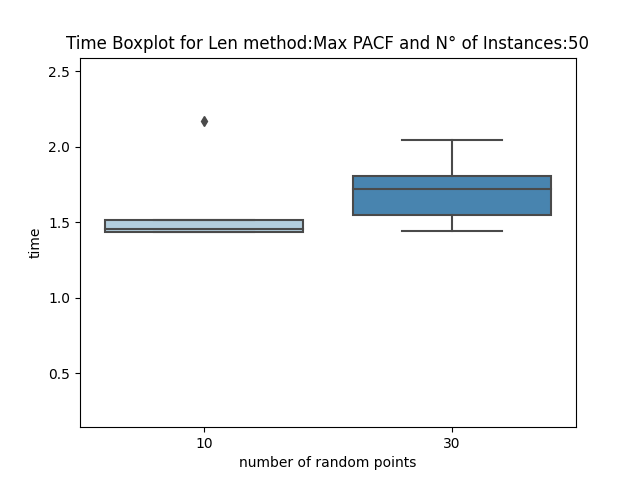 Time Boxplot for Len method:Max PACF and N° of Instances:50
2.5
2.0
1.5
1.0
0.5
time
10 30
number of random points